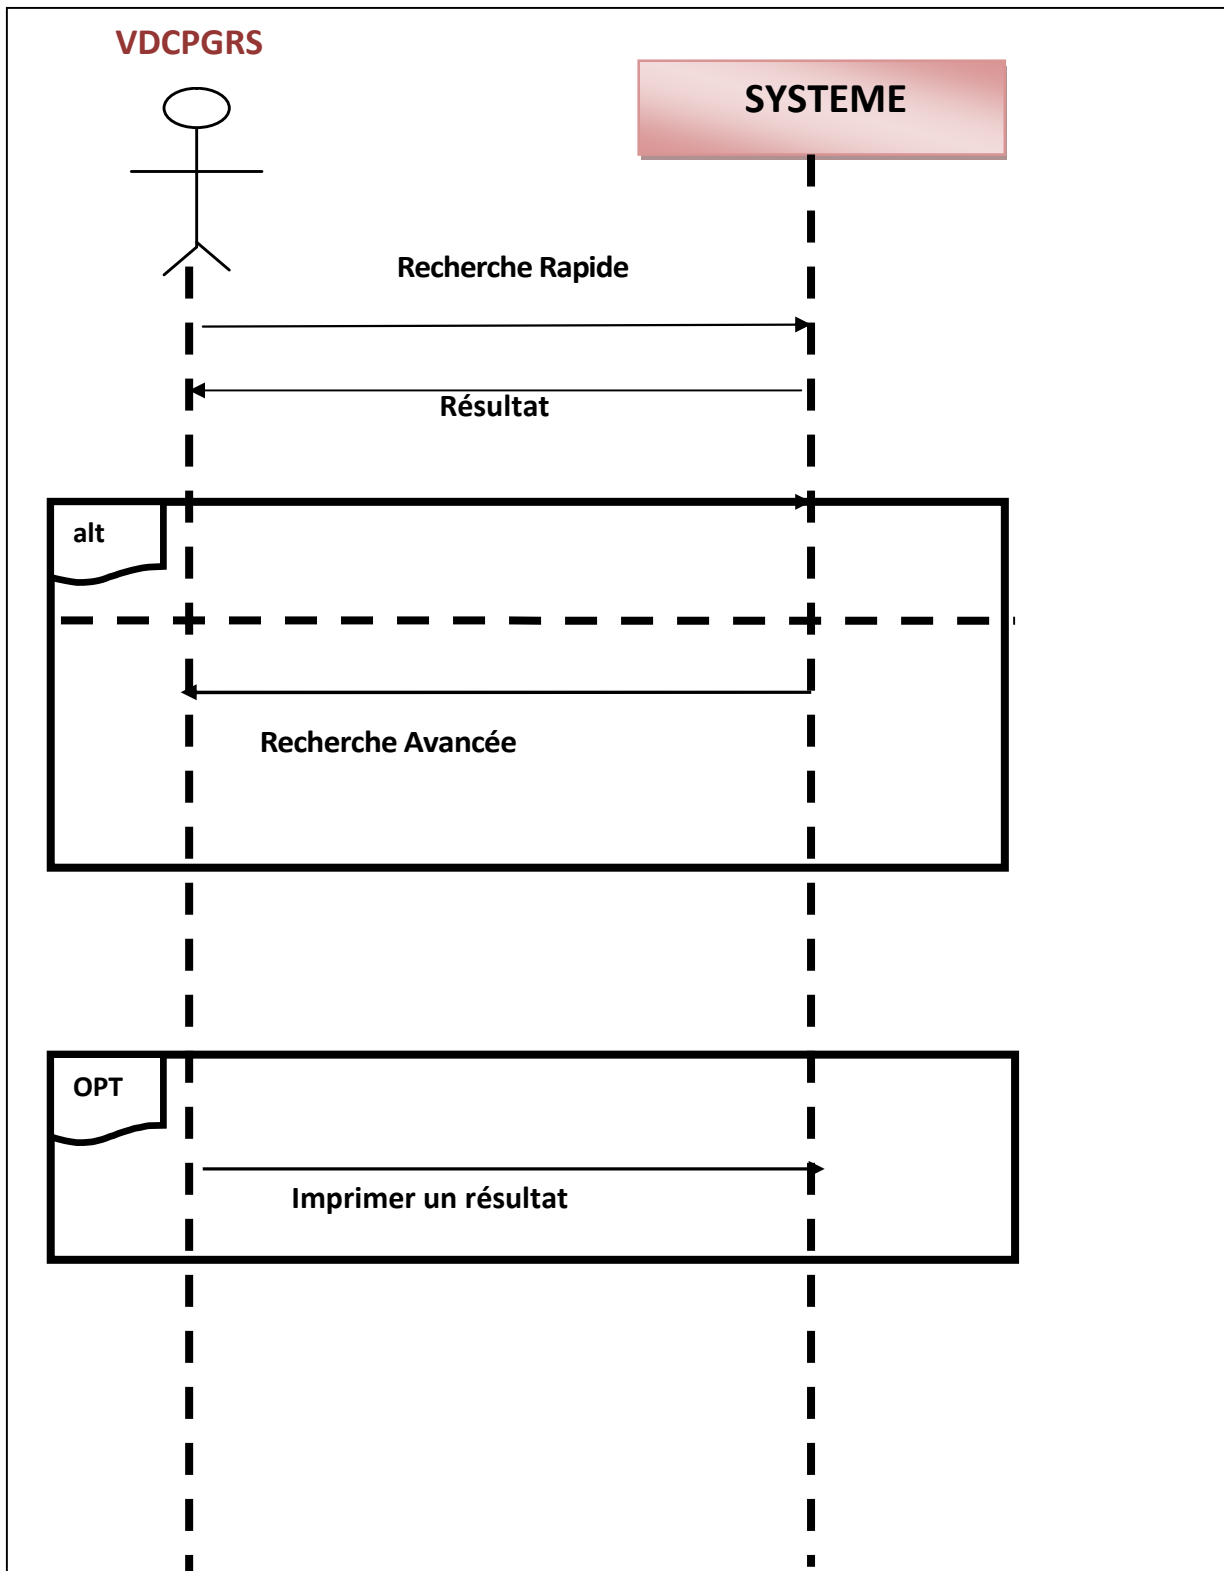 VDCPGRS
SYSTEME
Recherche Rapide
Résultat
alt
Recherche Avancée
OPT
Imprimer un résultat